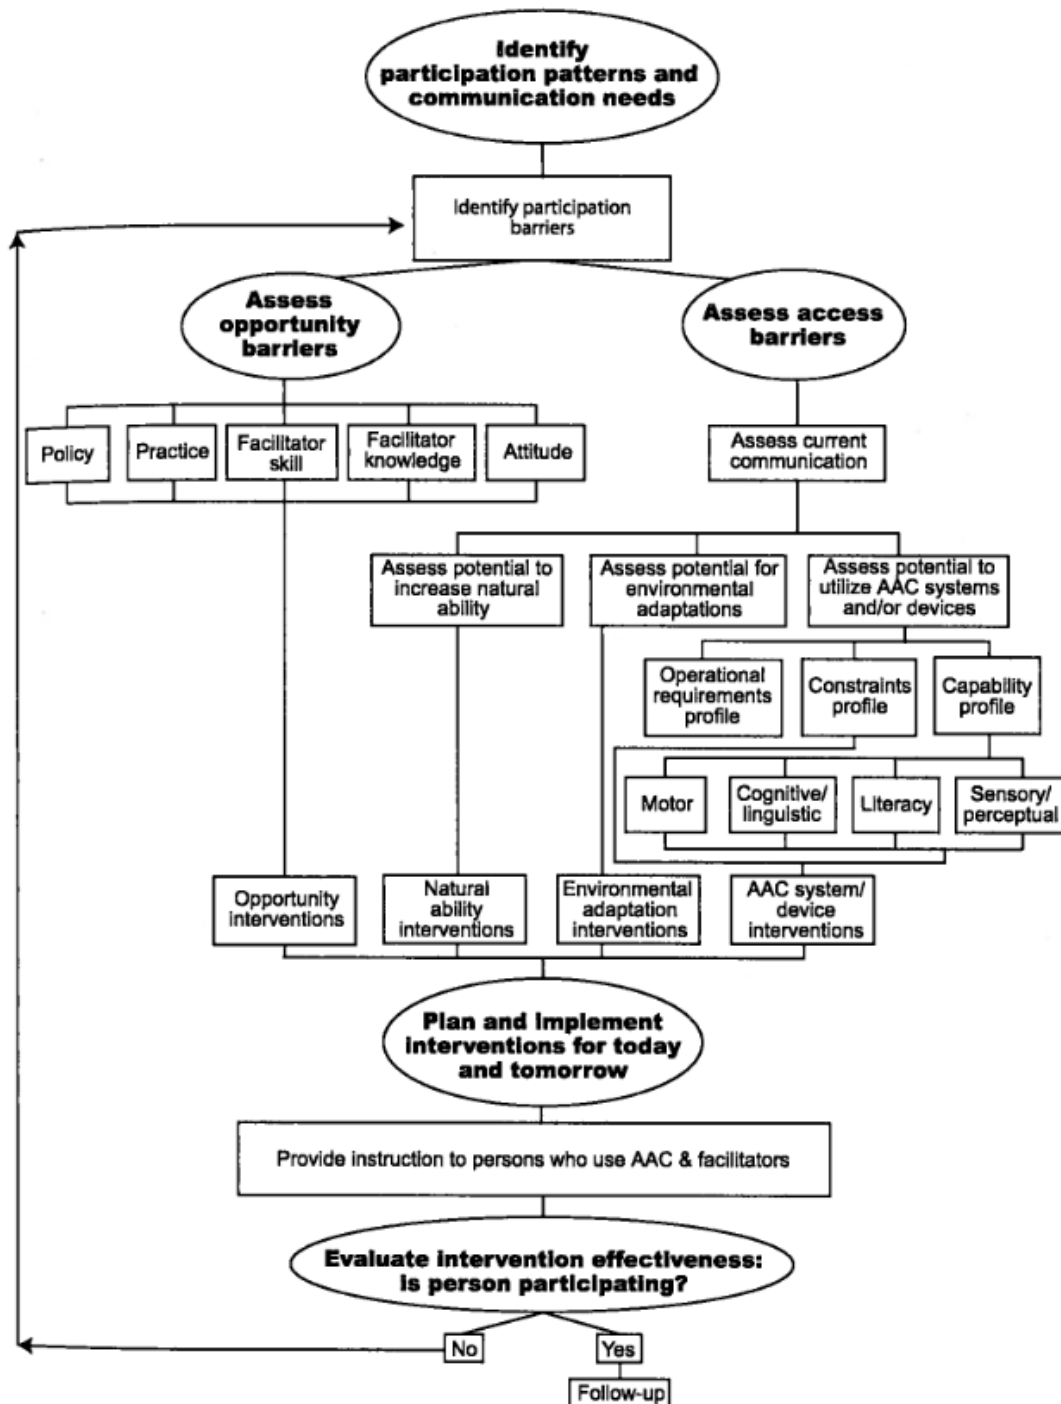 Identify
participation patterns and
communication needs
Identify participation
barriers
Assess
opportunity
barriers
Assess access
barriers
Policy
Practice
Facilitator
skill
Facilitator
knowledge
Attitude
Assess current
communication
Assess potential to
increase natural
ability
Assess potential for
environmental
adaptations
Assess potential to
utilize AAC systems
and/or devices
Operational
requirements
profile
Constraints
profile
Capability
profile
Motor
Cognitive/
linguistic
Literacy
Sensory/
perceptual
Opportunity
interventions
Natural
ability
interventions
Environmental
adaptation
interventions
AAC system/
device
interventions
Plan and implement
interventions for today
and tomorrow
Provide instruction to persons who use AAC & facilitators
Evaluate intervention effectiveness:
is person participating?
No
Yes
Follow-up